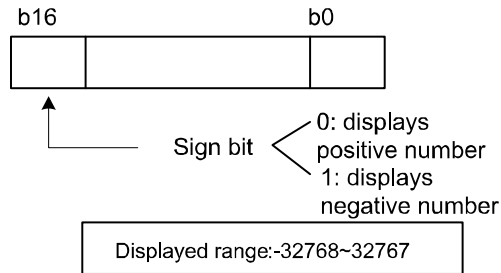 b16 b0
Sign bit
0: displays
positive number
1: displays
negative number
Displayed range:-32768~32767